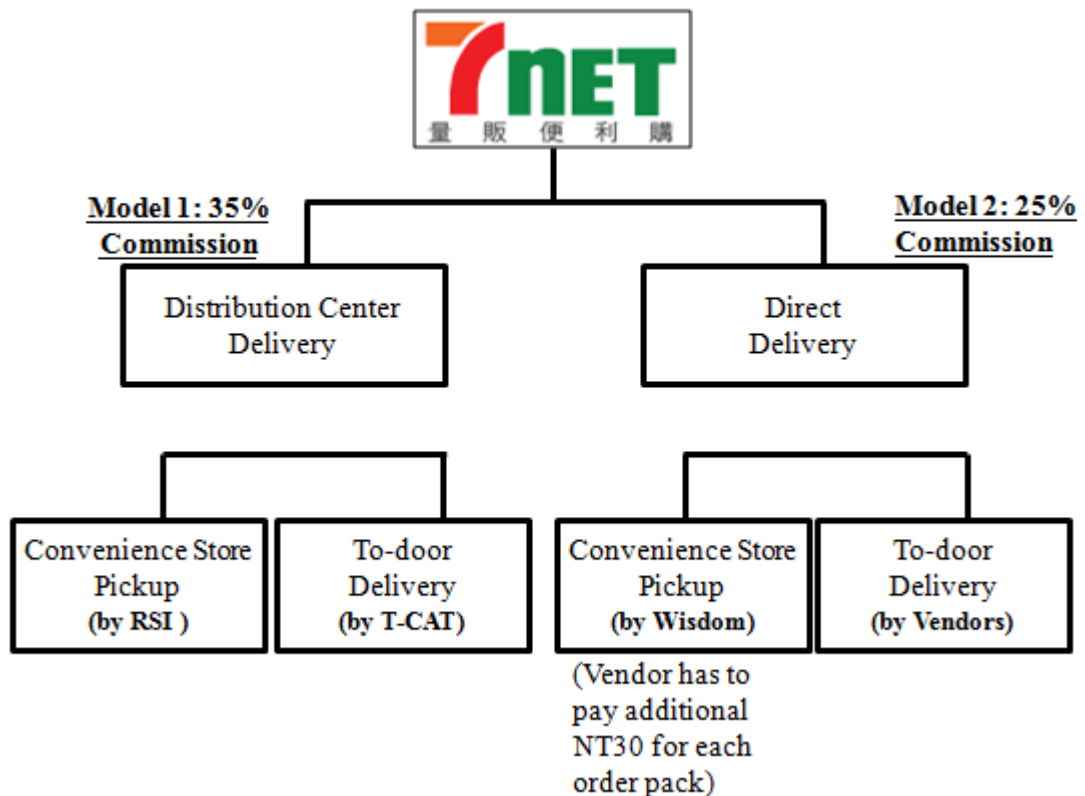 7net
量販便利購
Model 1: 35%
Commission
Model 2: 25%
Commission
Distribution Center
Delivery
Direct
Delivery
Convenience Store
Pickup
(by RSI )
To-door
Delivery
(by T-CAT)
Convenience Store
Pickup
(by Wisdom)
To-door
Delivery
(by Vendors)
(Vendor has to
pay additional
NT30 for each
order pack)